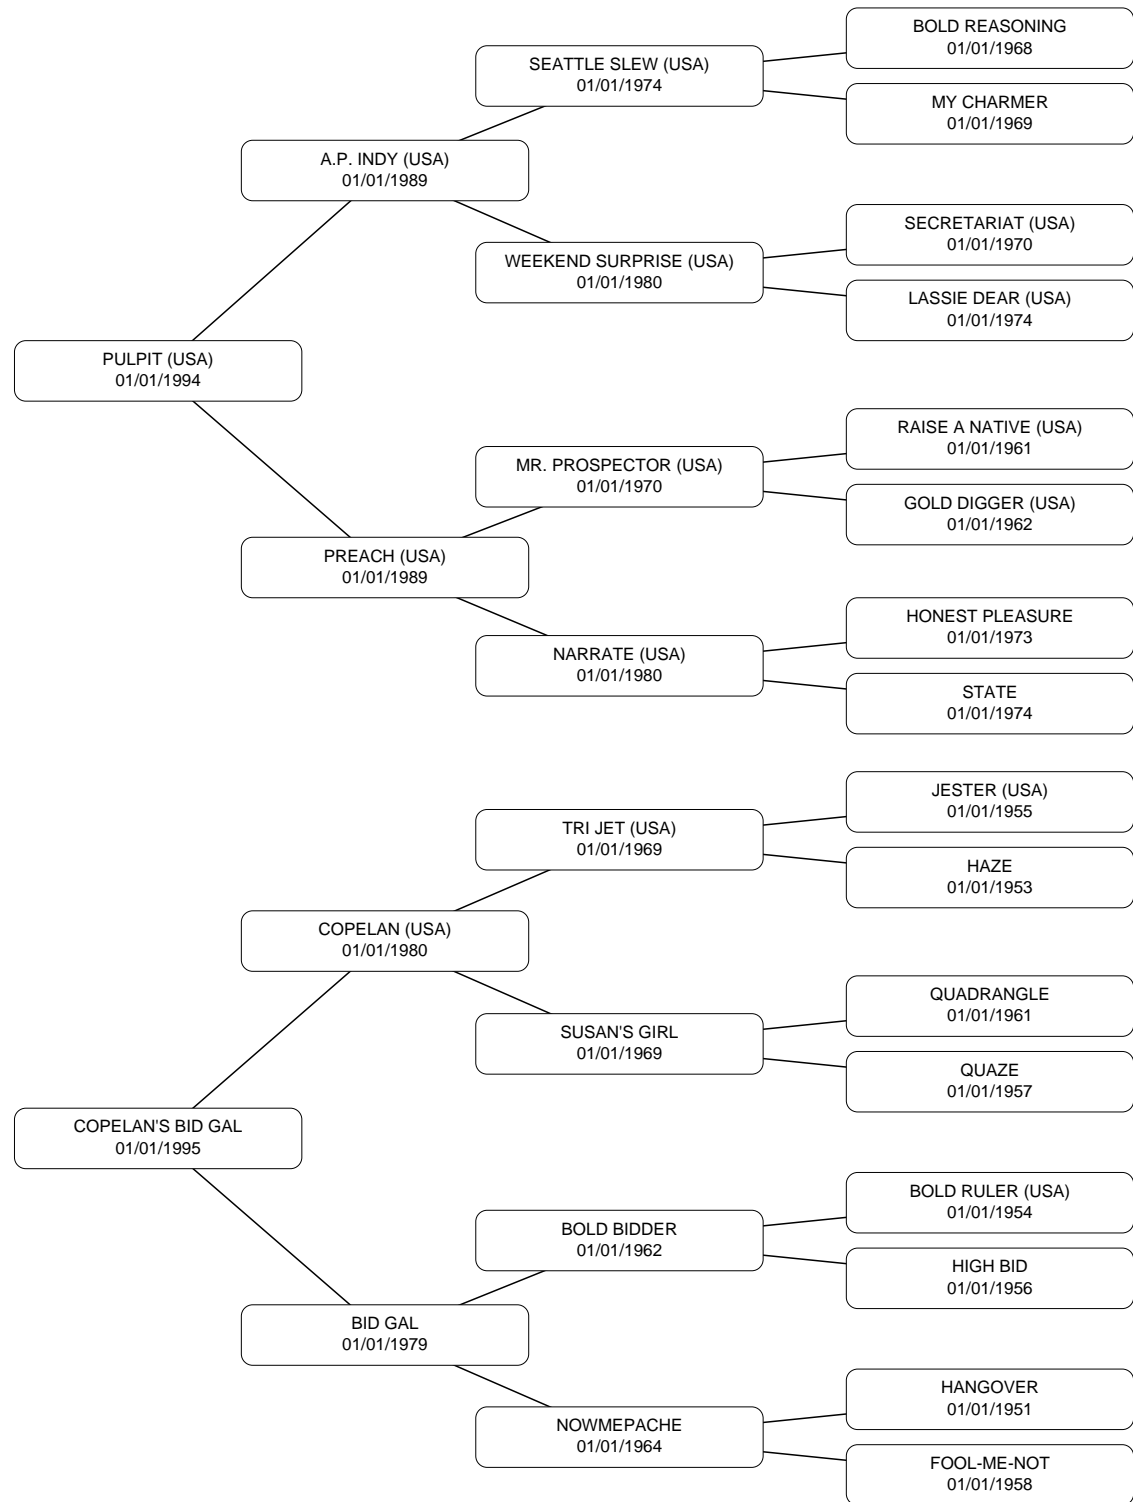 BOLD REASONING
01/01/1968
SEATTLE SLEW (USA)
01/01/1974
MY CHARMER
01/01/1969
A.P. INDY (USA)
01/01/1989
SECRETARIAT (USA)
01/01/1970
WEEKEND SURPRISE (USA)
01/01/1980
LASSIE DEAR (USA)
01/01/1974
PULPIT (USA)
01/01/1994
RAISE A NATIVE (USA)
01/01/1961
MR. PROSPECTOR (USA)
01/01/1970
GOLD DIGGER (USA)
01/01/1962
PREACH (USA)
01/01/1989
HONEST PLEASURE
01/01/1973
NARRATE (USA)
01/01/1980
STATE
01/01/1974
JESTER (USA)
01/01/1955
TRI JET (USA)
01/01/1969
HAZE
01/01/1953
COPELAN (USA)
01/01/1980
QUADRANGLE
01/01/1961
SUSAN'S GIRL
01/01/1969
QUAZE
01/01/1957
COPELAN'S BID GAL
01/01/1995
BOLD RULER (USA)
01/01/1954
BOLD BIDDER
01/01/1962
HIGH BID
01/01/1956
BID GAL
01/01/1979
HANGOVER
01/01/1951
NOWMEPACHE
01/01/1964
FOOL-ME-NOT
01/01/1958